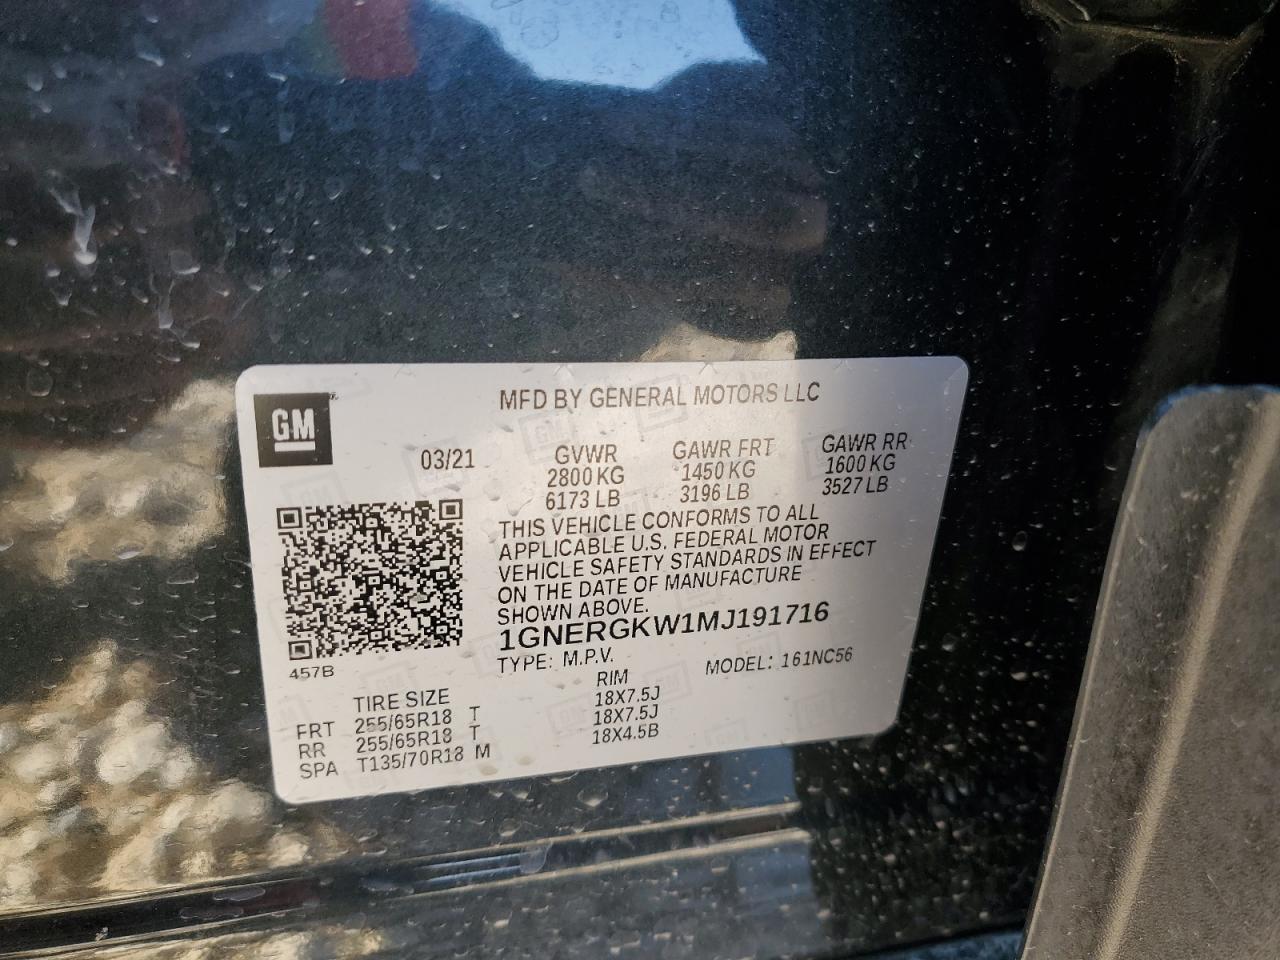 GM
MFD BY GENERAL MOTORS LLC
03/21
GVWR GAWR FRT GAWR RR
2800 KG 1450 KG 1600 KG
6173 LB 3196 LB 3527 LB
THIS VEHICLE CONFORMS TO ALL
APPLICABLE U.S. FEDERAL MOTOR
VEHICLE SAFETY STANDARDS IN EFFECT
ON THE DATE OF MANUFACTURE
SHOWN ABOVE.
1GNERGKW1MJ191716
457B
TYPE: M.P.V. MODEL: 161NC56
TIRE SIZE RIM
FRT 255/65R18 T 18X7.5J
RR 255/65R18 T 18X7.5J
SPA T135/70R18 M 18X4.5B